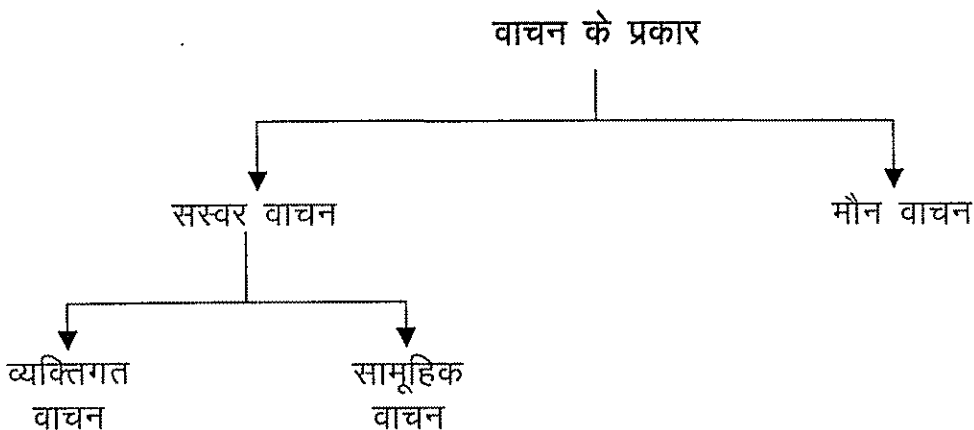 वाचन के प्रकार
सस्वर वाचन
मौन वाचन
व्यक्तिगत
वाचन
सामूहिक
वाचन